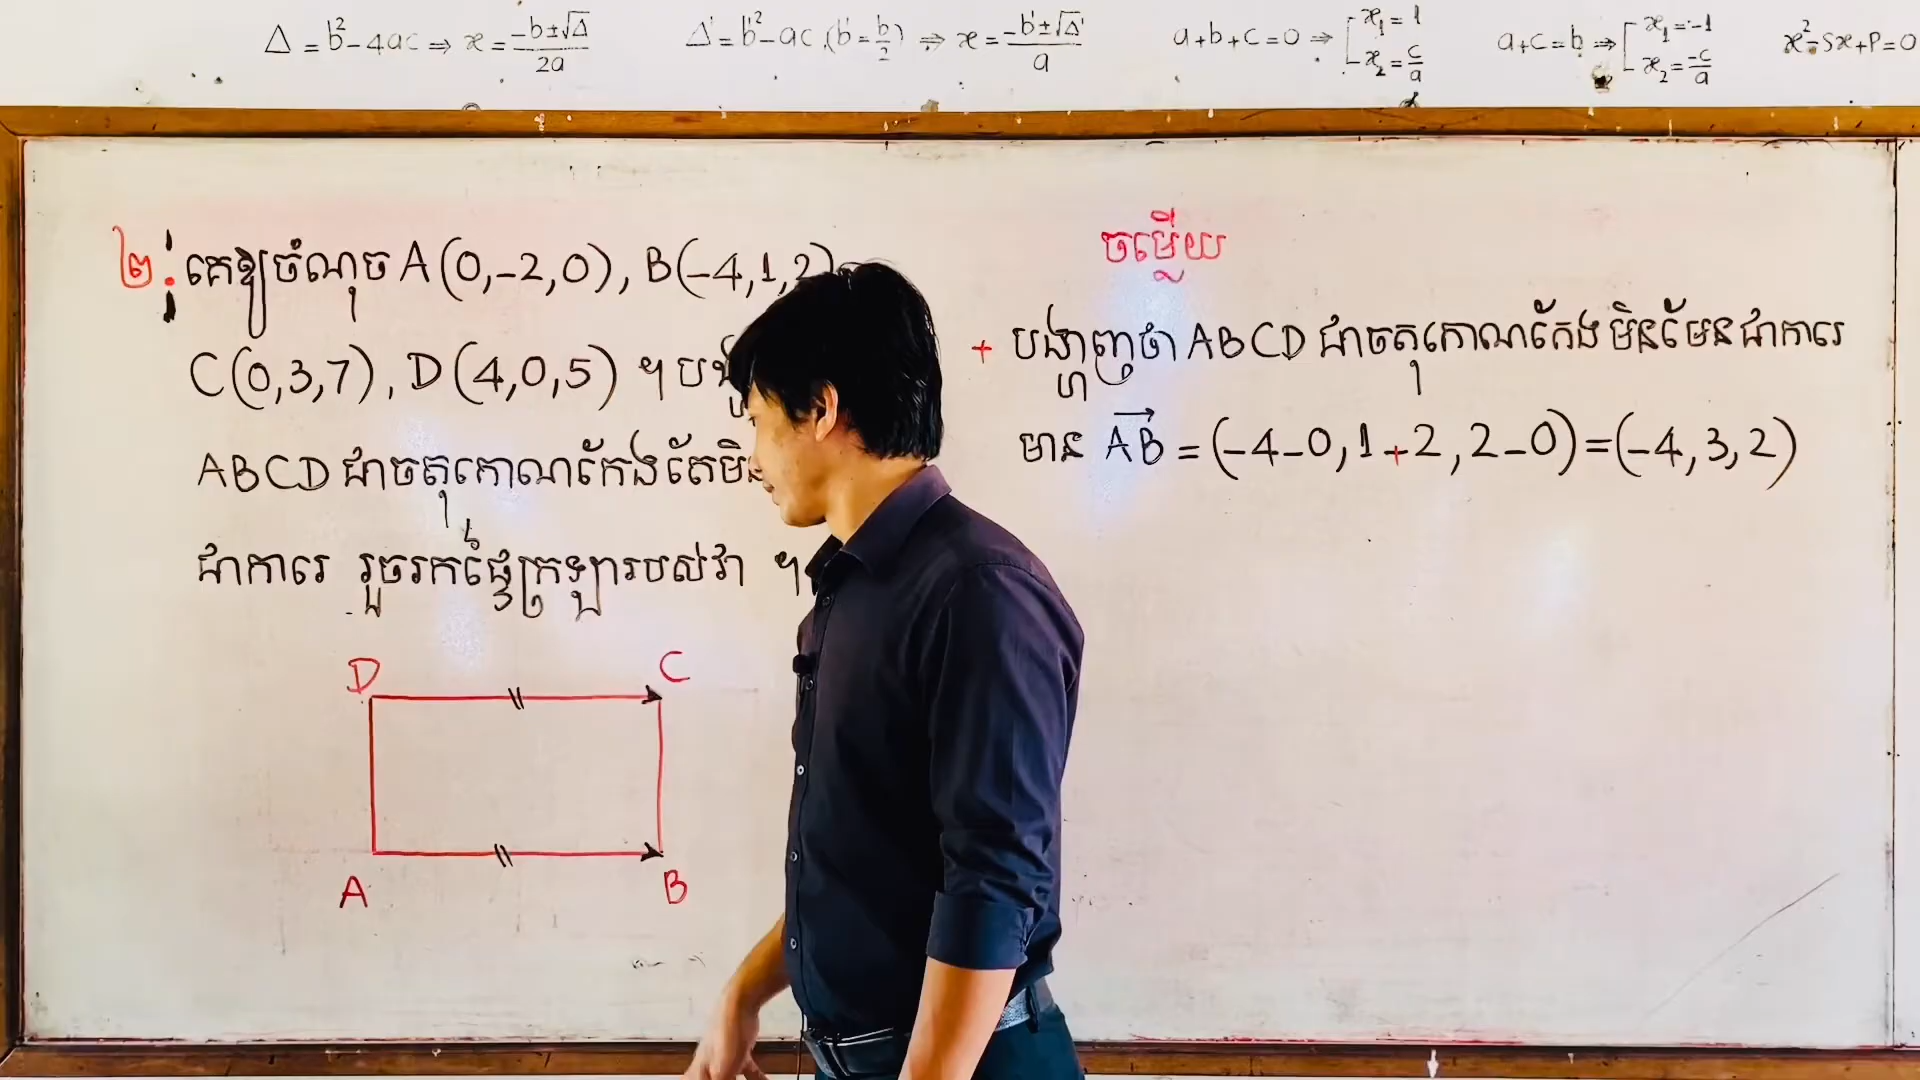 Δ = b² - 4ac ⇒ x = (-b ± √Δ) / 2a
Δ' = b'² - ac, (b' = b/2) ⇒ x = (-b' ± √Δ') / a
a + b + c = 0 ⇒ [ x₁ = 1
x₂ = c/a
a + c = b ⇒ [ x₁ = -1
x₂ = -c/a
x² - Sx + P = 0
២. គេឱ្យចំណុច A(0,-2,0), B(-4,1,2)
C(0,3,7), D(4,0,5) ។
ABCD ជាចតុកោណកែងតែមិន
ជាការេ រួចរកផ្ទៃក្រឡារបស់វា ។
D C
A B
ចម្លើយ
+ បង្ហាញថា ABCD ជាចតុកោណកែងមិនមែនជាការេ
មាន AB⃗ = (-4-0, 1+2, 2-0) = (-4, 3, 2)